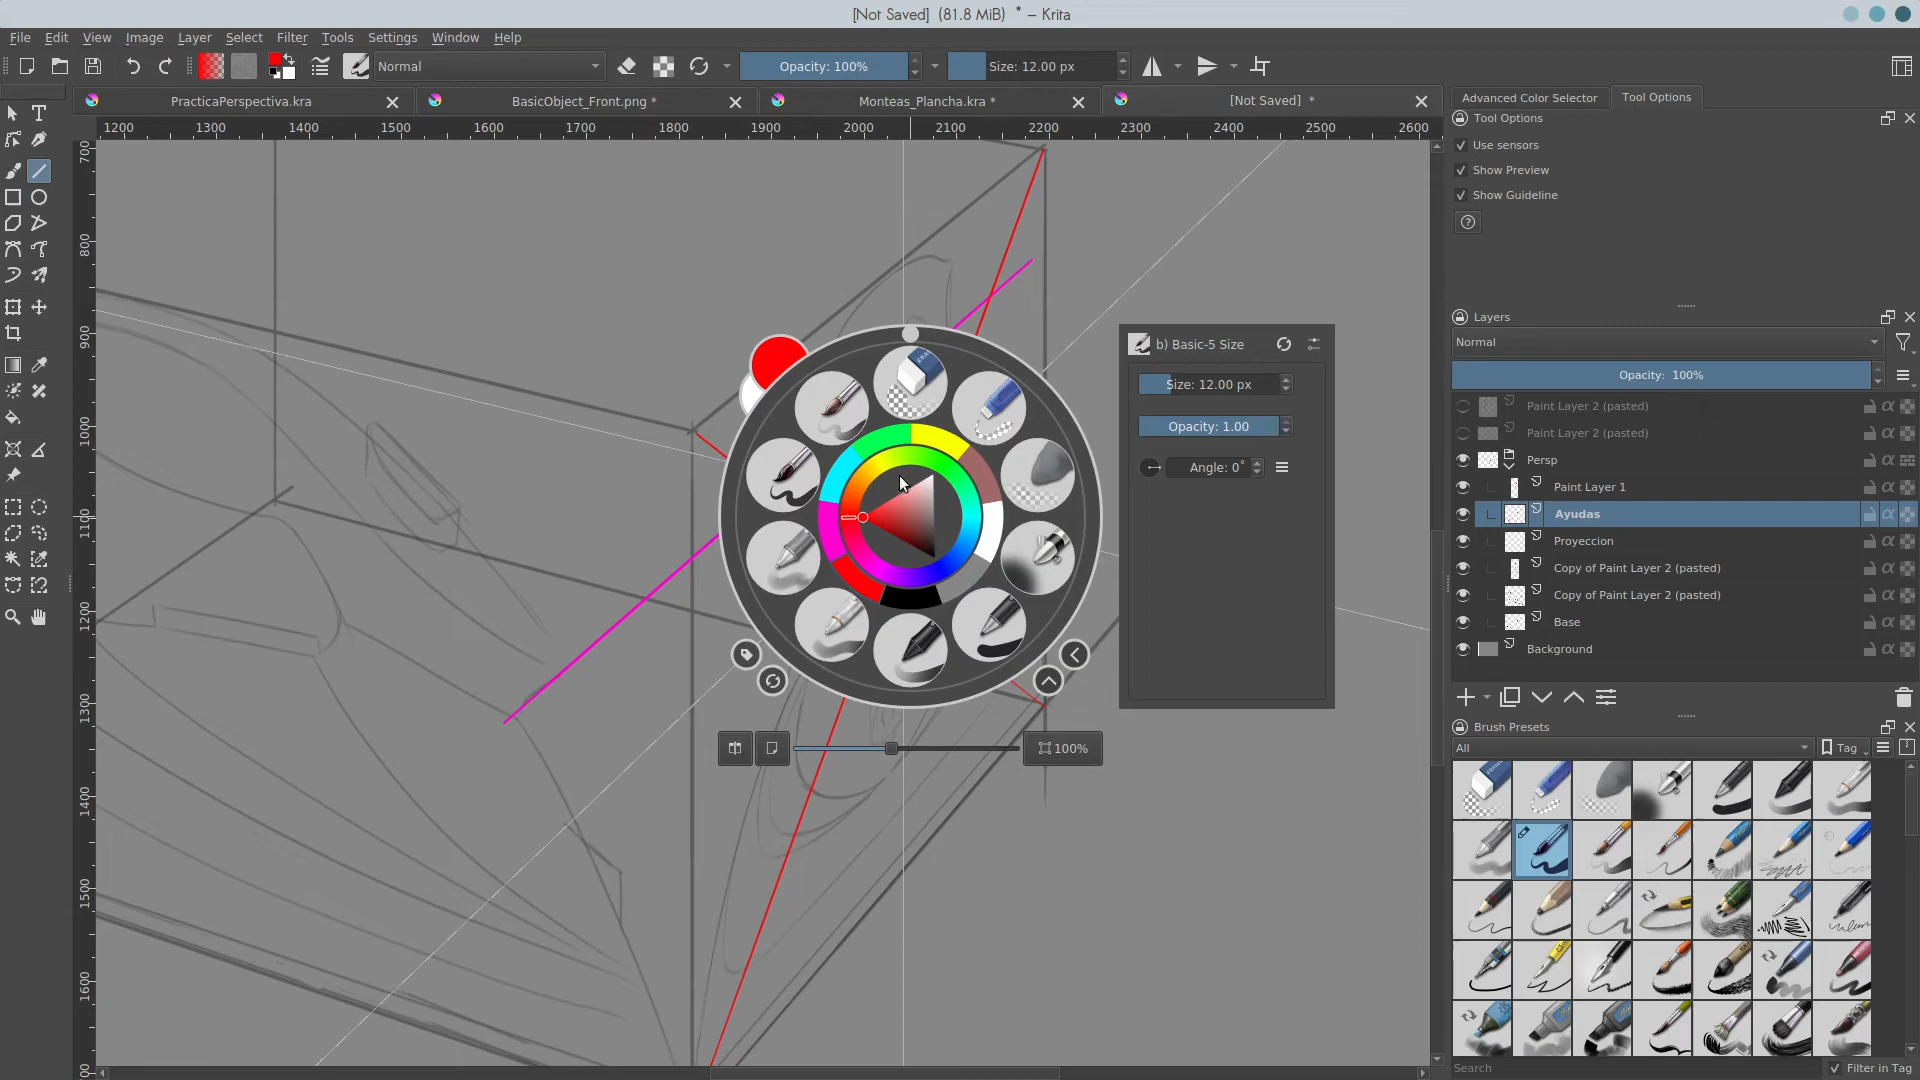 [Not Saved]  (81.8 MiB)  * – Krita
File Edit View Image Layer Select Filter Tools Settings Window Help
Normal Opacity: 100% Size: 12.00 px
PracticaPerspectiva.kra BasicObject_Front.png * Monteas_Plancha.kra * [Not Saved] * Advanced Color Selector Tool Options
1200 1300 1400 1500 1600 1700 1800 1900 2000 2100 2200 2300 2400 2500 2600
700
800
900
1000
1100
1200
1300
1400
1500
1600
Tool Options
Use sensors
Show Preview
Show Guideline
b) Basic-5 Size
Size: 12.00 px
Opacity: 1.00
Angle: 0°
100%
Layers
Normal
Opacity: 100%
Paint Layer 2 (pasted)
Paint Layer 2 (pasted)
Persp
Paint Layer 1
Ayudas
Proyeccion
Copy of Paint Layer 2 (pasted)
Copy of Paint Layer 2 (pasted)
Base
Background
Brush Presets
All Tag
Search Filter in Tag